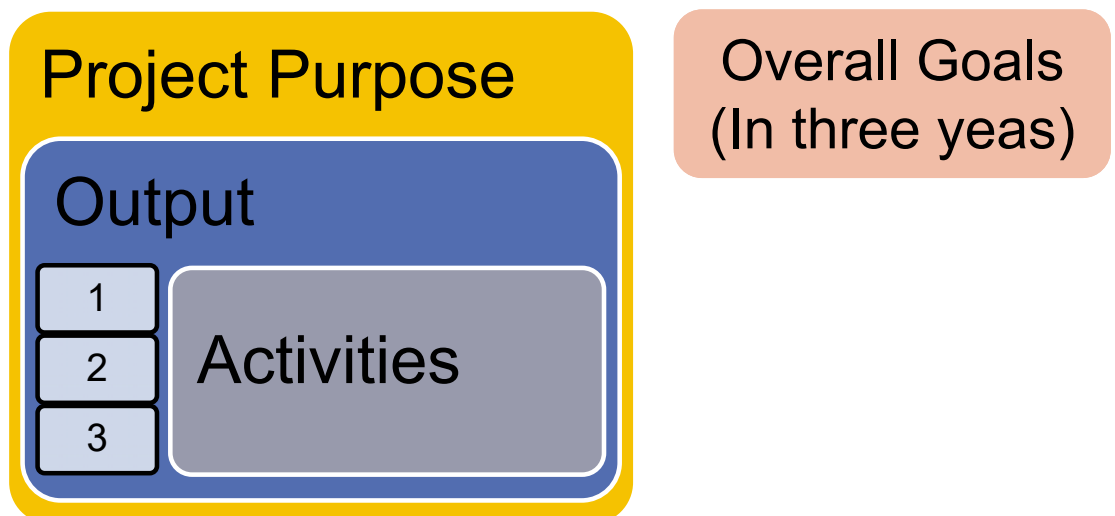 Project Purpose
Overall Goals
(In three yeas)
Output
1
2
3
Activities